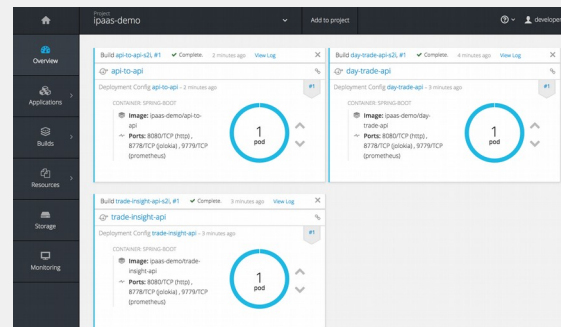 Project
ipaas-demo
Add to project
developer
Overview
Applications
Builds
Resources
Storage
Monitoring
Build api-to-api-s2i, #1 Complete. 2 minutes ago View Log
api-to-api
Deployment Config api-to-api - 2 minutes ago
#1
CONTAINER: SPRING-BOOT
Image: ipaas-demo/api-to-
api
Ports: 8080/TCP (http) ,
8778/TCP (jolokia) , 9779/TCP
(prometheus)
1
pod
Build day-trade-api-s2i, #1 Complete. 4 minutes ago View Log
day-trade-api
Deployment Config day-trade-api - 3 minutes ago
#1
CONTAINER: SPRING-BOOT
Image: ipaas-demo/day-
trade-api
Ports: 8080/TCP (http) ,
8778/TCP (jolokia) , 9779/TCP
(prometheus)
1
pod
Build trade-insight-api-s2i, #1 Complete. 3 minutes ago View Log
trade-insight-api
Deployment Config trade-insight-api - 3 minutes ago
#1
CONTAINER: SPRING-BOOT
Image: ipaas-demo/trade-
insight-api
Ports: 8080/TCP (http) ,
8778/TCP (jolokia) , 9779/TCP
(prometheus)
1
pod